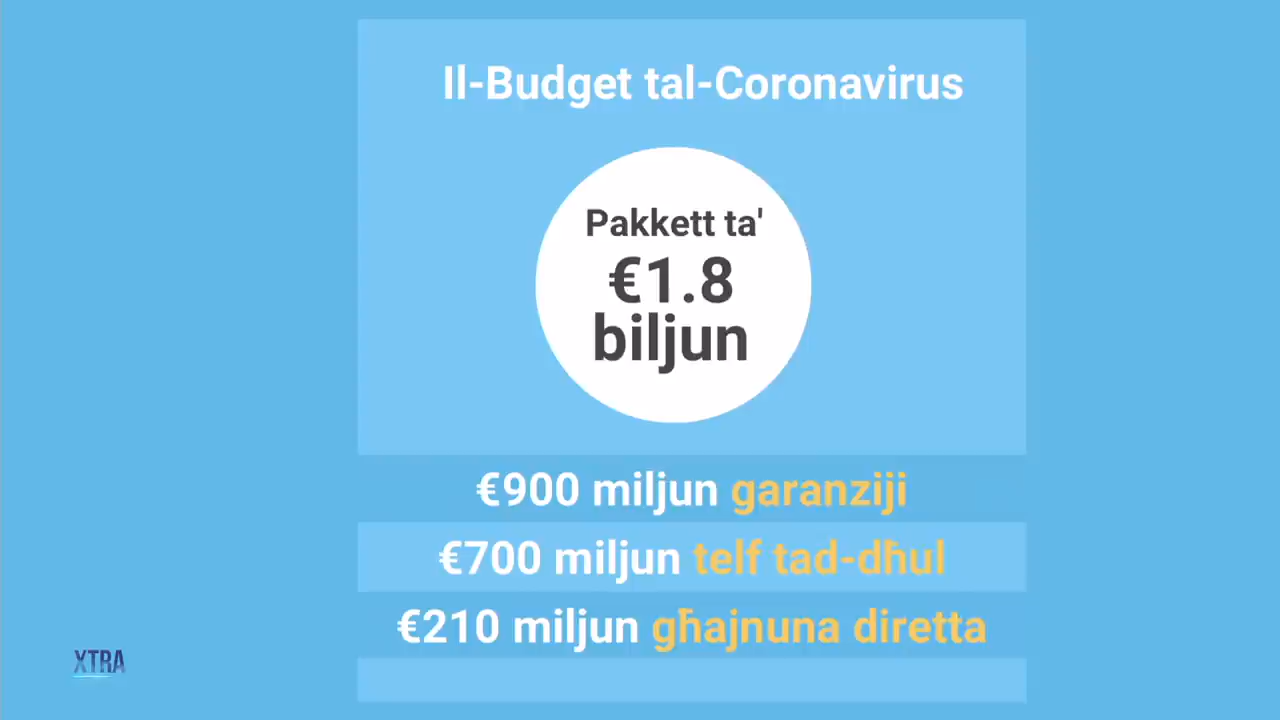 Il-Budget tal-Coronavirus
Pakkett ta'
€1.8
biljun
€900 miljun garanziji
€700 miljun telf tad-dħul
€210 miljun għajnuna diretta
XTRA